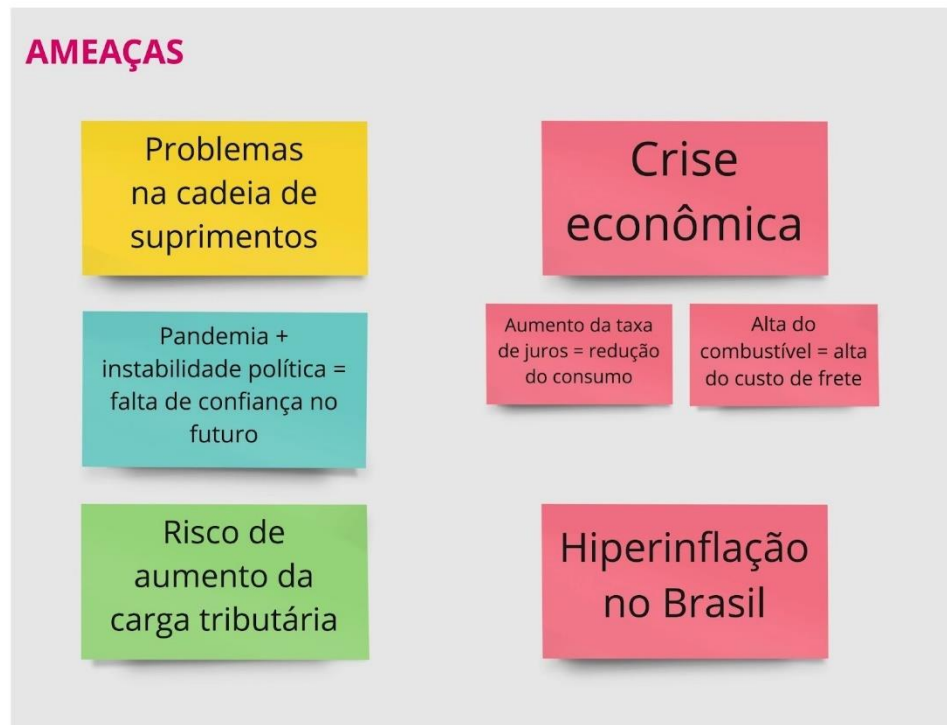 AMEAÇAS
Problemas
na cadeia de
suprimentos
Crise
econômica
Pandemia +
instabilidade política =
falta de confiança no
futuro
Aumento da taxa
de juros = redução
do consumo
Alta do
combustível = alta
do custo de frete
Risco de
aumento da
carga tributária
Hiperinflação
no Brasil